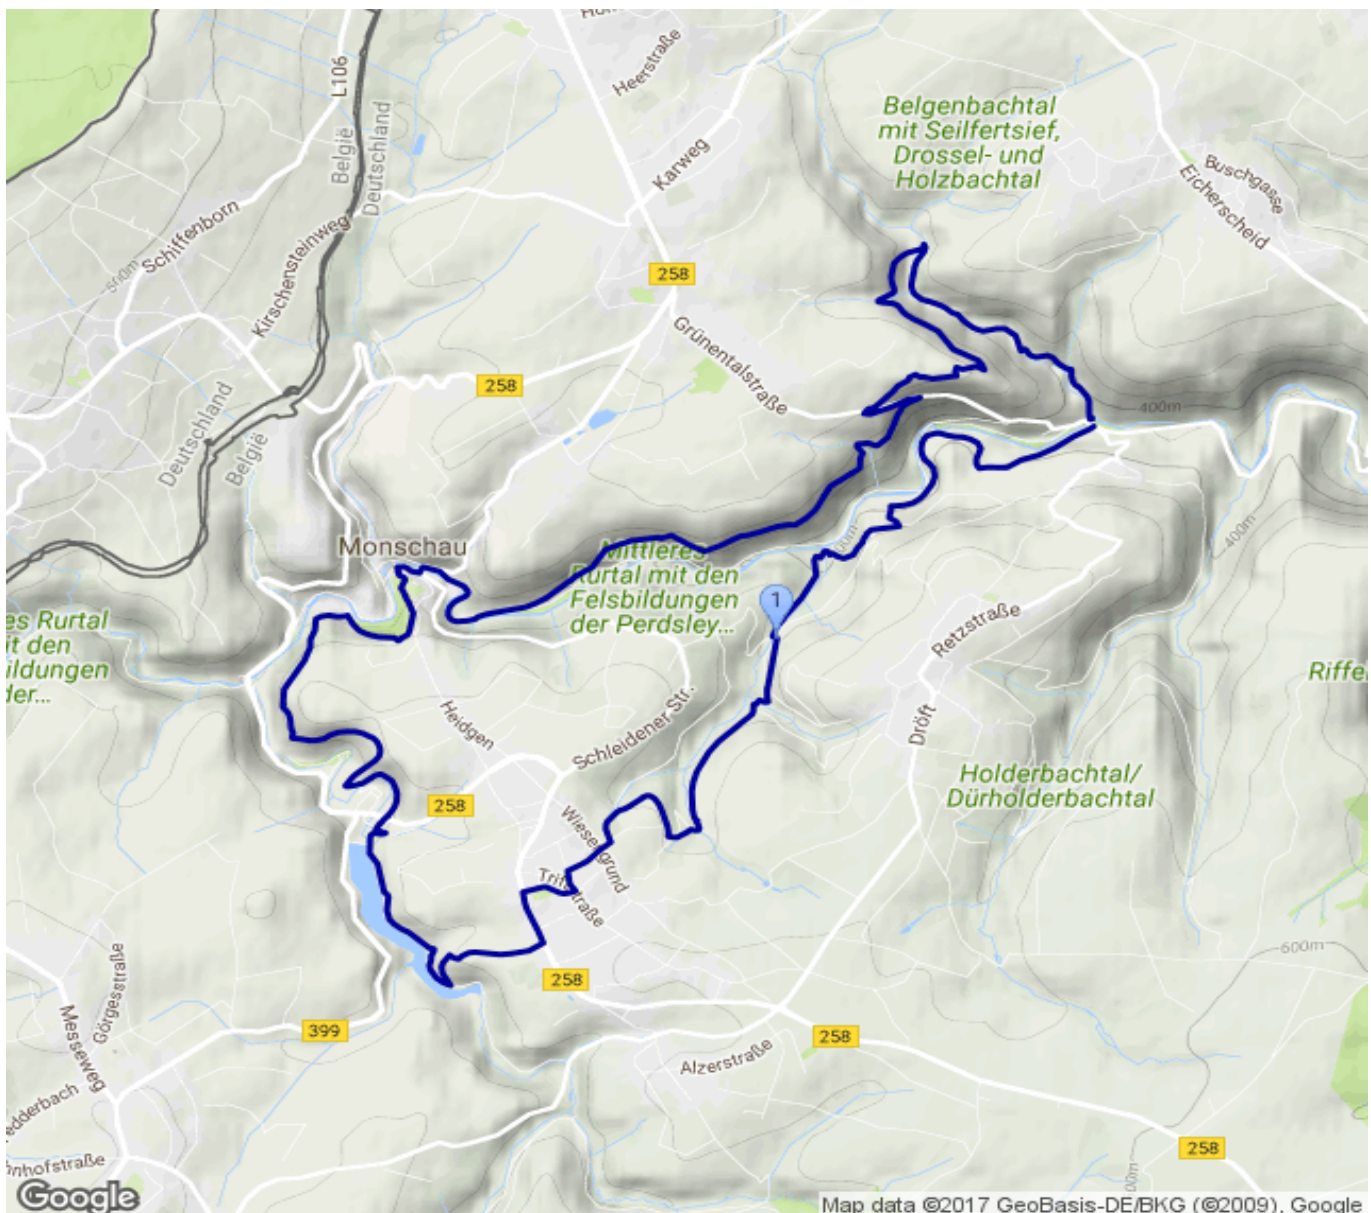 L106
België
Deutschland
Heerstraße
Karweg
Belgenbachtal
mit Seilfertsief,
Drossel- und
Holzbachtal
Buschgasse
Eicherscheid
Schiffenborn
500m
Kirschensteinweg
258
Grünentalstraße
258
400m
Deutschland
België
400m
Monschau
Mittleres
Rurtal mit den
Felsbildungen
der Perdsley...
1
es Rurtal
it den
ildungen
der...
Retzstraße
Riffe
Heidgen
Schleidener Str.
Dröft
Holderbachtal/
Dürholderbachtal
258
Wiesengrund
600m
258
Görgesstraße
Messeweg
399
258
Alzerstraße
edderbach
258
hnhofstraße
Google
Map data ©2017 GeoBasis-DE/BKG (©2009), Google